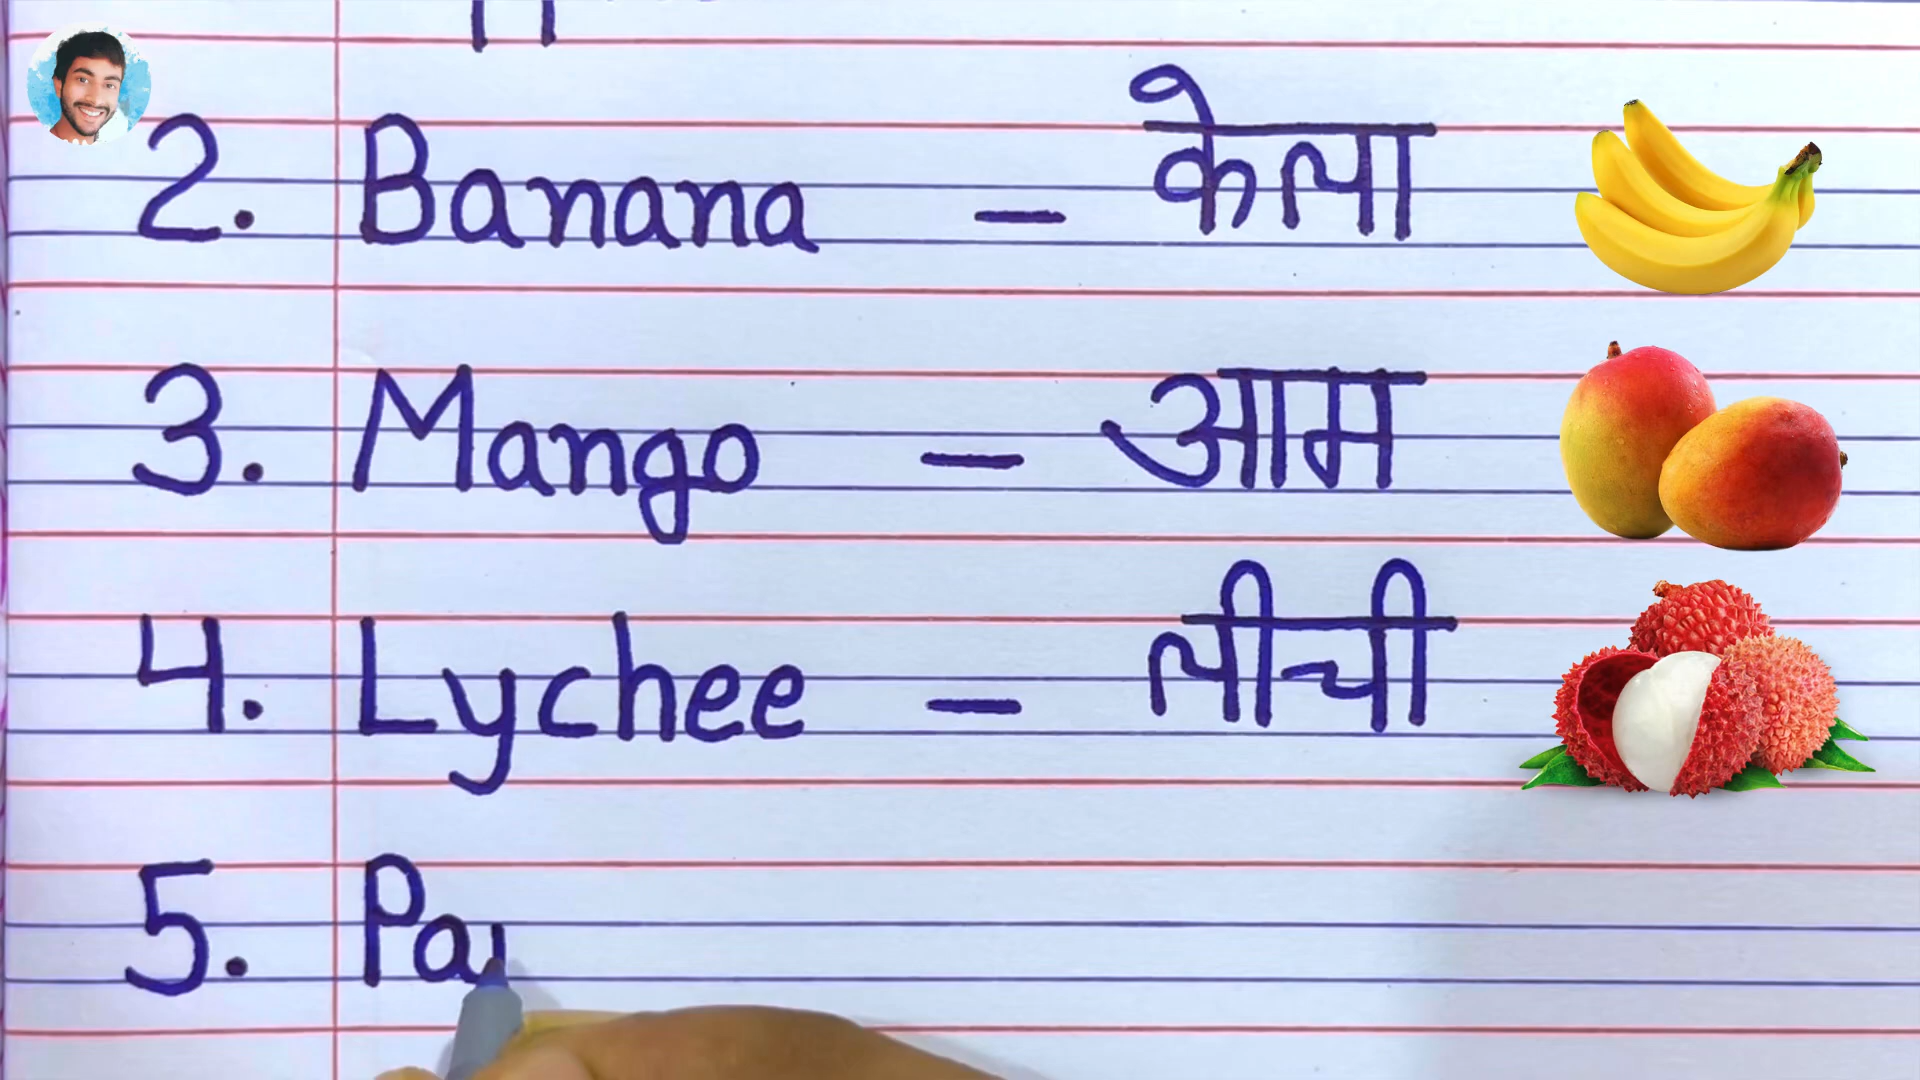 2. Banana – केला
3. Mango – आम
4. Lychee – लीची
5. Pa